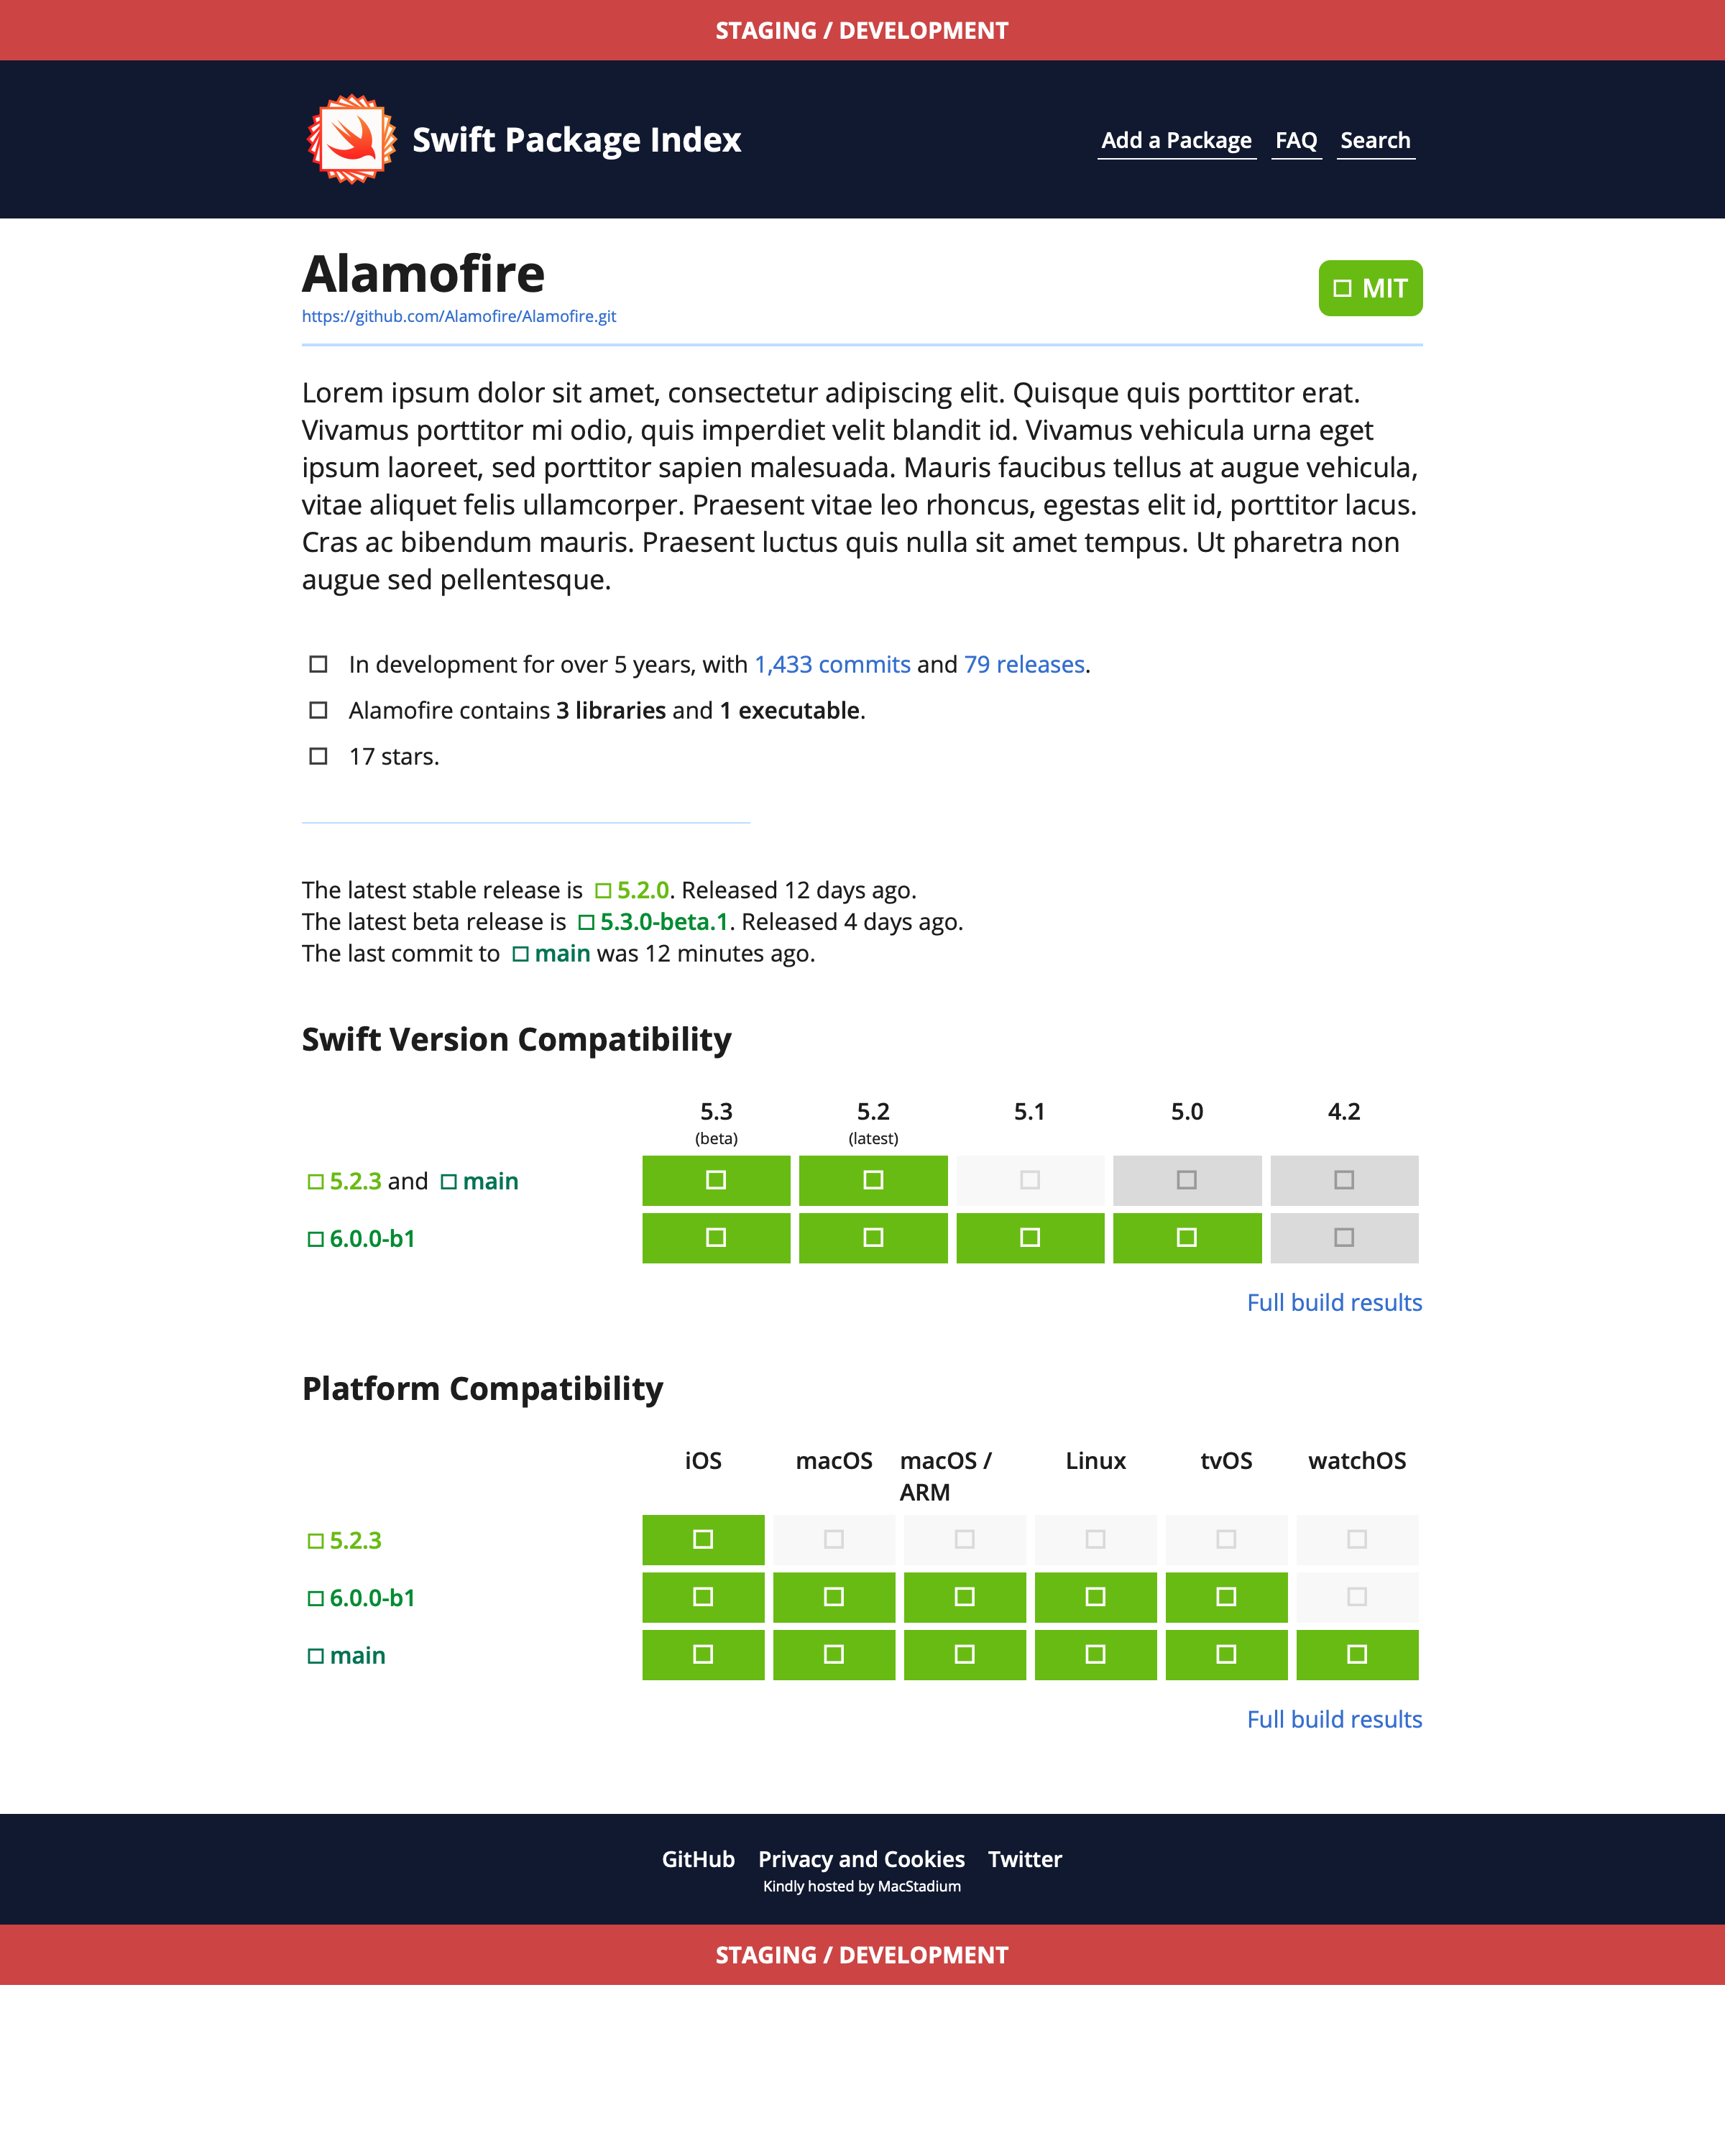 STAGING / DEVELOPMENT
Swift Package Index
Add a Package FAQ Search
Alamofire
MIT
https://github.com/Alamofire/Alamofire.git
Lorem ipsum dolor sit amet, consectetur adipiscing elit. Quisque quis porttitor erat.
Vivamus porttitor mi odio, quis imperdiet velit blandit id. Vivamus vehicula urna eget
ipsum laoreet, sed porttitor sapien malesuada. Mauris faucibus tellus at augue vehicula,
vitae aliquet felis ullamcorper. Praesent vitae leo rhoncus, egestas elit id, porttitor lacus.
Cras ac bibendum mauris. Praesent luctus quis nulla sit amet tempus. Ut pharetra non
augue sed pellentesque.
In development for over 5 years, with 1,433 commits and 79 releases.
Alamofire contains 3 libraries and 1 executable.
17 stars.
The latest stable release is 5.2.0. Released 12 days ago.
The latest beta release is 5.3.0-beta.1. Released 4 days ago.
The last commit to main was 12 minutes ago.
Swift Version Compatibility
5.3 5.2 5.1 5.0 4.2
(beta) (latest)
5.2.3 and main
6.0.0-b1
Full build results
Platform Compatibility
iOS macOS macOS / Linux tvOS watchOS
ARM
5.2.3
6.0.0-b1
main
Full build results
GitHub Privacy and Cookies Twitter
Kindly hosted by MacStadium
STAGING / DEVELOPMENT